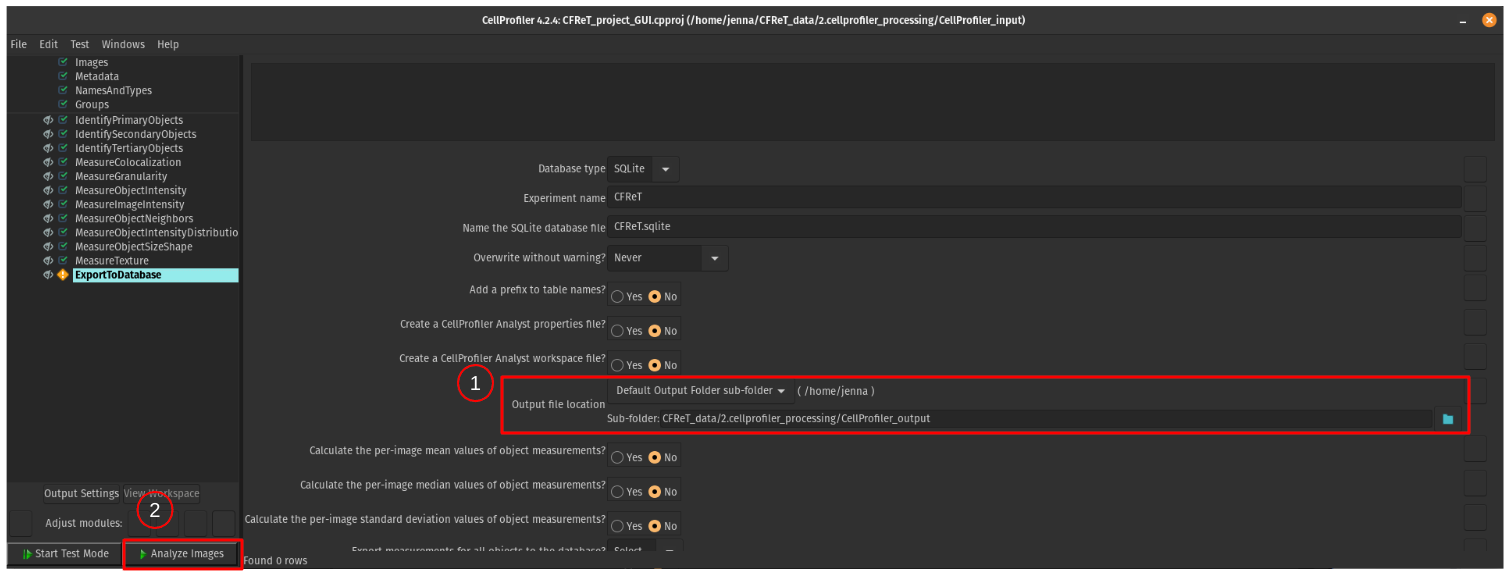 CellProfiler 4.2.4: CFReT_project_GUI.cpproj (/home/jenna/CFReT_data/2.cellprofiler_processing/CellProfiler_input)
File Edit Test Windows Help
Images
Metadata
NamesAndTypes
Groups
IdentifyPrimaryObjects
IdentifySecondaryObjects
IdentifyTertiaryObjects
MeasureColocalization
MeasureGranularity
MeasureObjectIntensity
MeasureImageIntensity
MeasureObjectNeighbors
MeasureObjectIntensityDistributio
MeasureObjectSizeShape
MeasureTexture
ExportToDatabase
Database type SQLite
Experiment name CFReT
Name the SQLite database file CFReT.sqlite
Overwrite without warning? Never
Add a prefix to table names? Yes No
Create a CellProfiler Analyst properties file? Yes No
Create a CellProfiler Analyst workspace file? Yes No
1
Output file location Default Output Folder sub-folder ( /home/jenna )
Sub-folder: CFReT_data/2.cellprofiler_processing/CellProfiler_output
Calculate the per-image mean values of object measurements? Yes No
Calculate the per-image median values of object measurements? Yes No
Calculate the per-image standard deviation values of object measurements? Yes No
Export measurements for all objects to the database? Select
Output Settings View Workspace
2
Adjust modules:
Start Test Mode Analyze Images
Found 0 rows